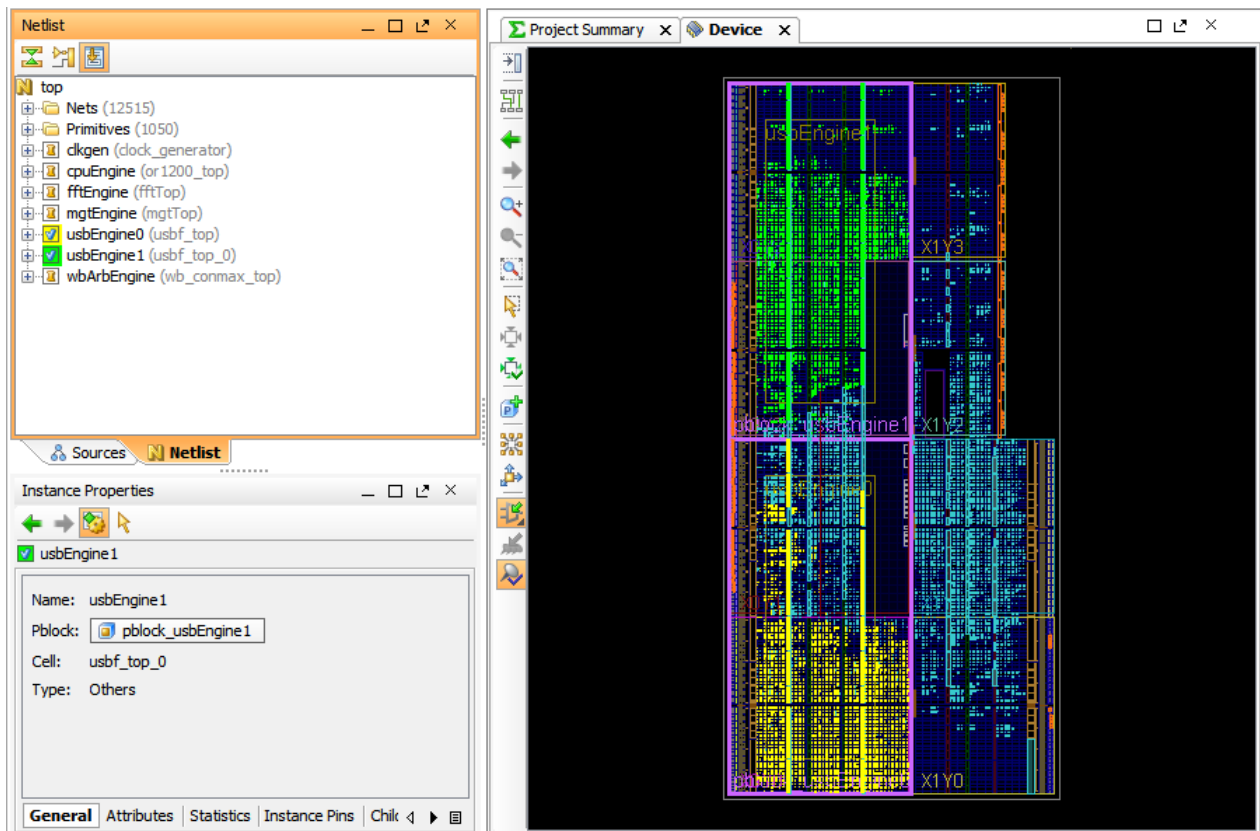 Netlist
top
Nets (12515)
Primitives (1050)
clkgen (clock_generator)
cpuEngine (or1200_top)
fftEngine (fftTop)
mgtEngine (mgtTop)
usbEngine0 (usbf_top)
usbEngine1 (usbf_top_0)
wbArbEngine (wb_conmax_top)
Sources
Netlist
Instance Properties
usbEngine1
Name: usbEngine1
Pblock: pblock_usbEngine1
Cell: usbf_top_0
Type: Others
General Attributes Statistics Instance Pins
Project Summary
Device
usbEngine1
X1Y3
usbEngine1 X1Y2
X1Y0